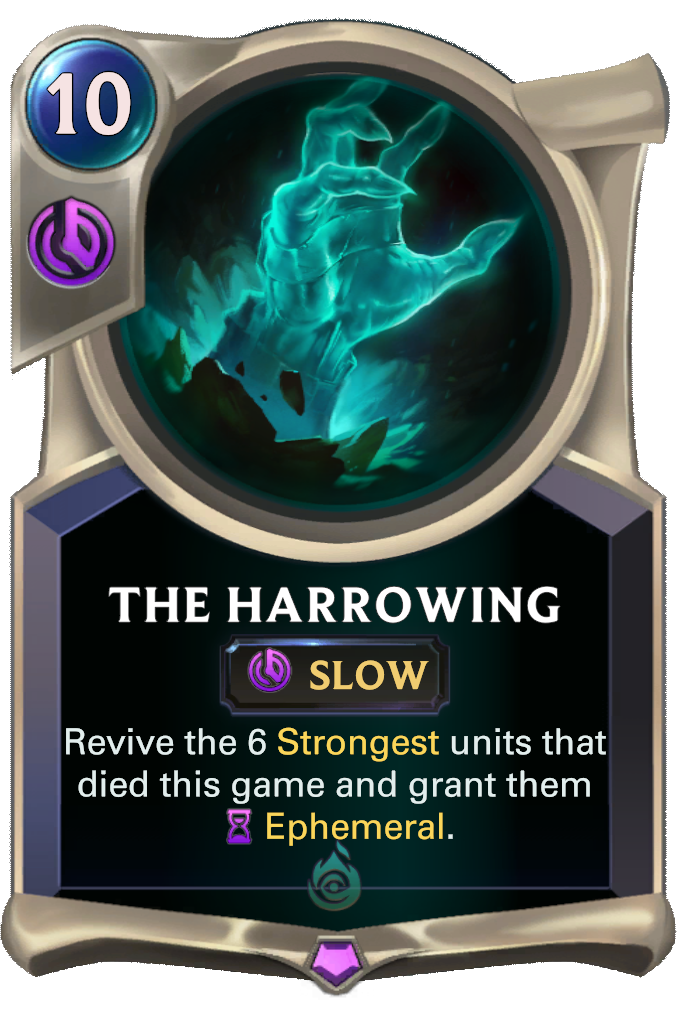 10
THE HARROWING
SLOW
Revive the 6 Strongest units that
died this game and grant them
Ephemeral.